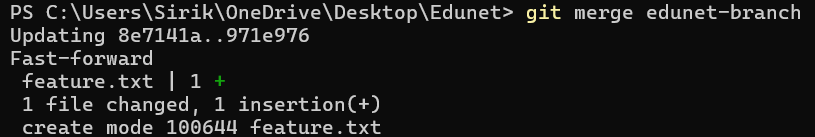 PS C:\Users\Sirik\OneDrive\Desktop\Edunet> git merge edunet-branch
Updating 8e7141a..971e976
Fast-forward
 feature.txt | 1 +
 1 file changed, 1 insertion(+)
 create mode 100644 feature.txt